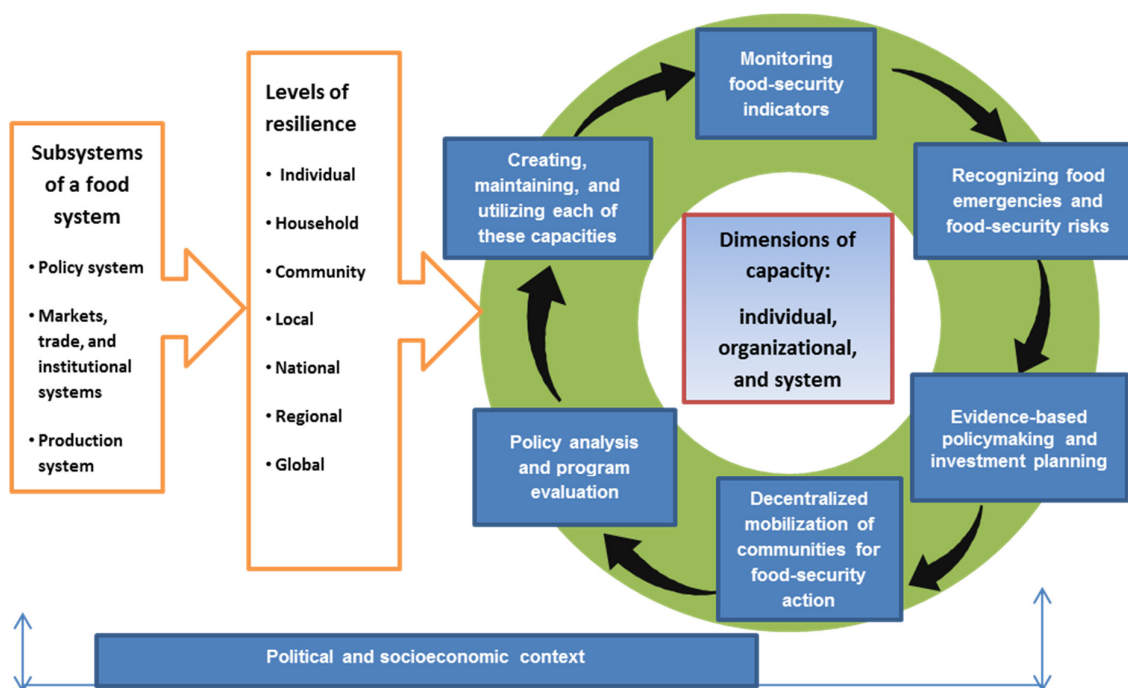 Subsystems
of a food
system
• Policy system
• Markets,
trade, and
institutional
systems
• Production
system
Levels of
resilience
• Individual
• Household
• Community
• Local
• National
• Regional
• Global
Monitoring
food-security
indicators
Recognizing food
emergencies and
food-security risks
Evidence-based
policymaking and
investment planning
Decentralized
mobilization of
communities for
food-security
action
Policy analysis
and program
evaluation
Creating,
maintaining, and
utilizing each of
these capacities
Dimensions of
capacity:
individual,
organizational,
and system
Political and socioeconomic context